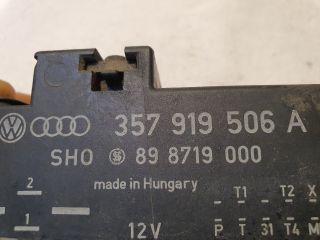 357 919 506 A
SHO 89 8719 000
made in Hungary
2
T1 T2 X
1
12V
P T 31 T4 M